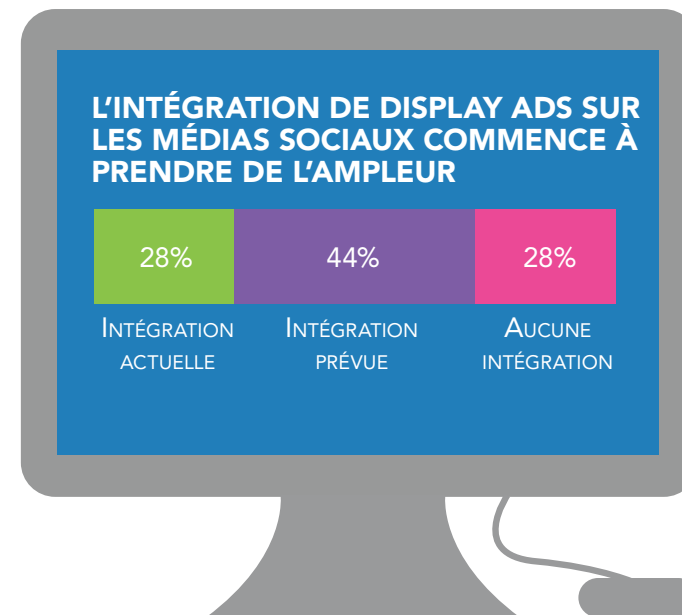 L'INTÉGRATION DE DISPLAY ADS SUR
LES MÉDIAS SOCIAUX COMMENCE À
PRENDRE DE L'AMPLEUR
28% 44% 28%
INTÉGRATION INTÉGRATION AUCUNE
ACTUELLE PRÉVUE INTÉGRATION